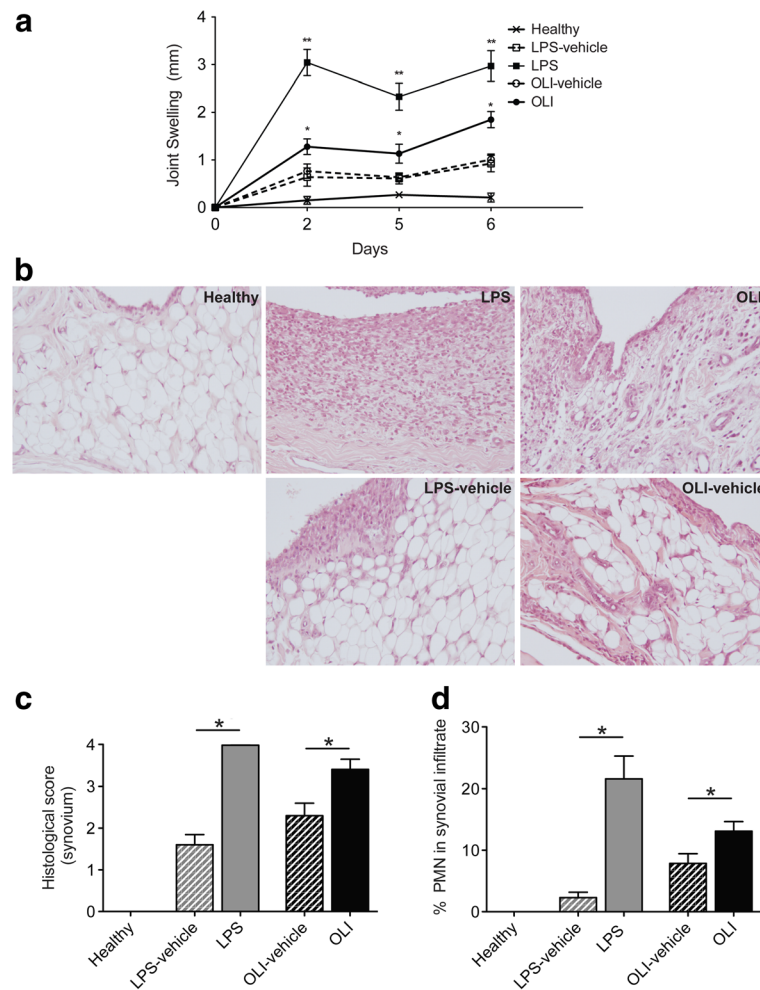 a
Joint Swelling (mm)
4
3
2
1
0
0
2
5
6
Days
**
**
**
*
*
*
Healthy
LPS-vehicle
LPS
OLI-vehicle
OLI
b
Healthy
LPS
OLI
LPS-vehicle
OLI-vehicle
c
Histological score
(synovium)
4
3
2
1
0
*
*
Healthy
LPS-vehicle
LPS
OLI-vehicle
OLI
d
% PMN in synovial infiltrate
30
20
10
0
*
*
Healthy
LPS-vehicle
LPS
OLI-vehicle
OLI